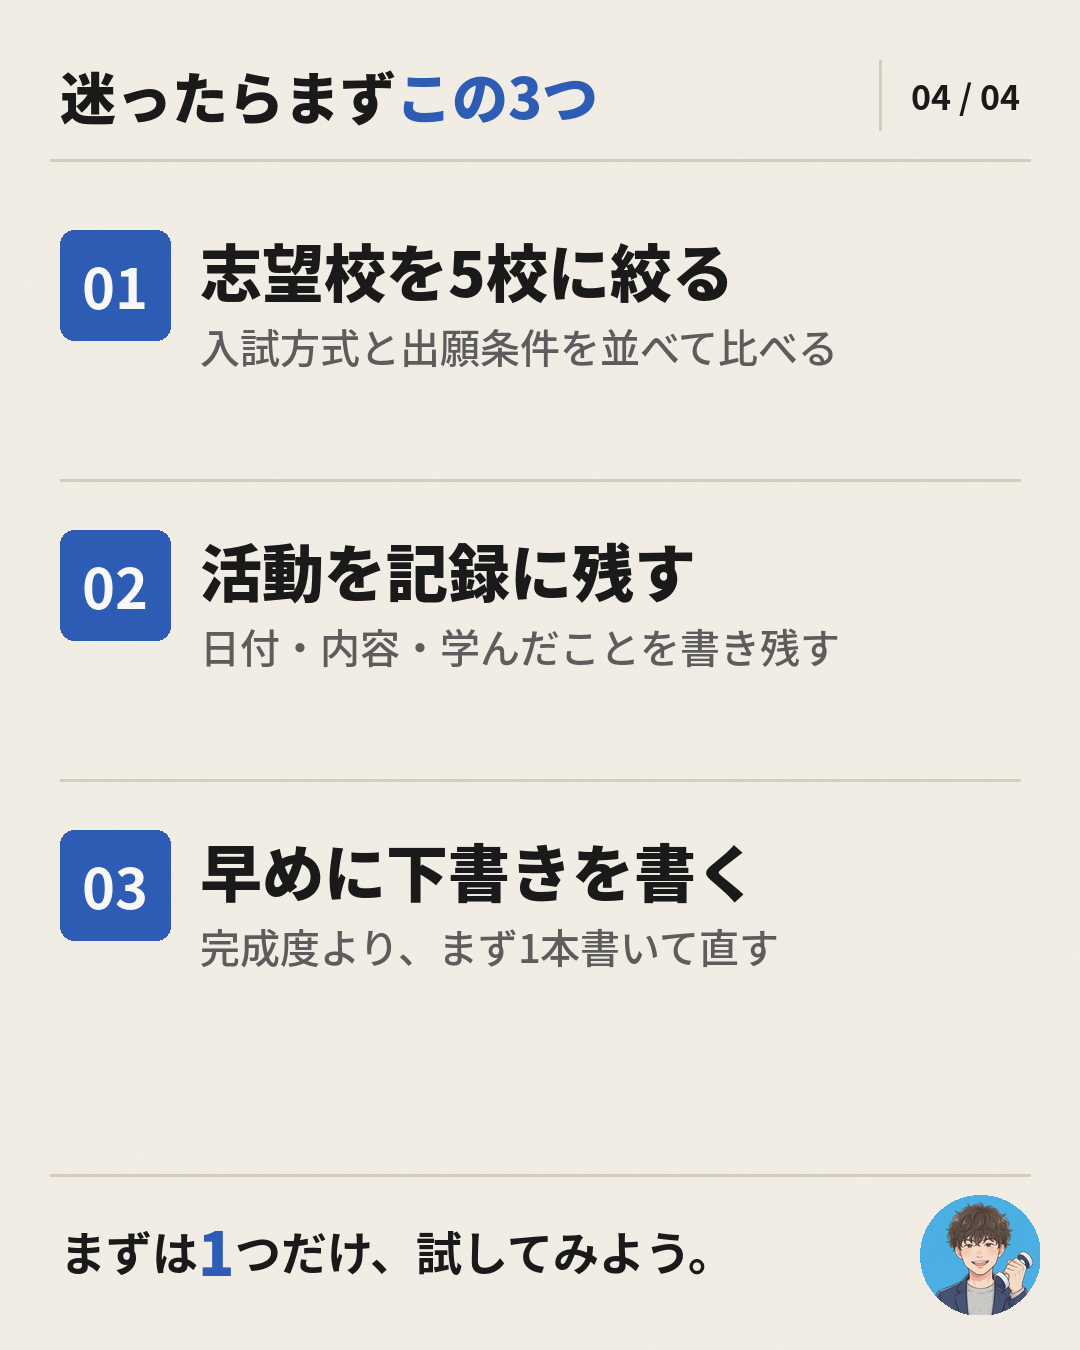 迷ったらまずこの3つ
04 / 04
01
志望校を5校に絞る
入試方式と出願条件を並べて比べる
02
活動を記録に残す
日付・内容・学んだことを書き残す
03
早めに下書きを書く
完成度より、まず1本書いて直す
まずは1つだけ、試してみよう。